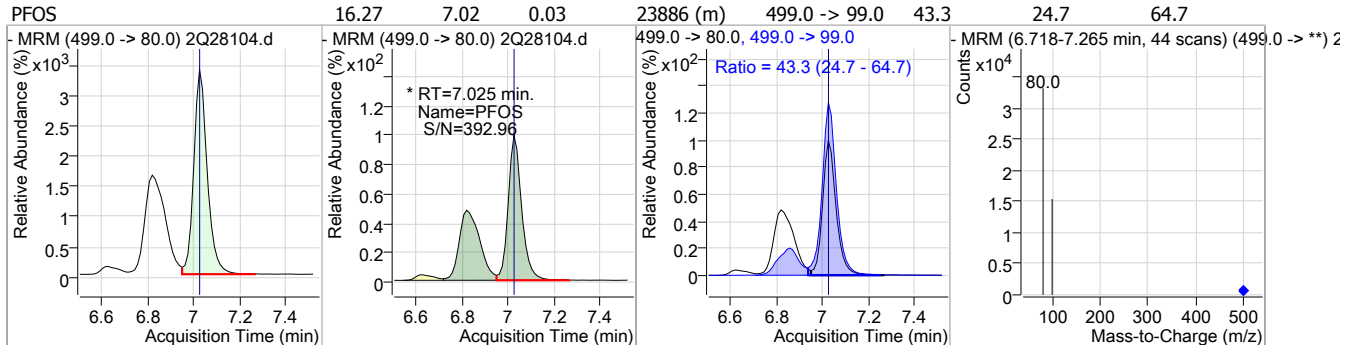 PFOS 16.27 7.02 0.03 23886 (m) 499.0 -> 99.0 43.3 24.7 64.7
- MRM (499.0 -> 80.0) 2Q28104.d
Relative Abundance (%)
x10³
3
2.5
2
1.5
1
0.5
0
6.6 6.8 7 7.2 7.4
Acquisition Time (min)
- MRM (499.0 -> 80.0) 2Q28104.d
Relative Abundance (%)
x10²
* RT=7.025 min.
Name=PFOS
S/N=392.96
1.2
1
0.8
0.6
0.4
0.2
0
6.6 6.8 7 7.2 7.4
Acquisition Time (min)
499.0 -> 80.0, 499.0 -> 99.0
Relative Abundance (%)
x10²
Ratio = 43.3 (24.7 - 64.7)
1.2
1
0.8
0.6
0.4
0.2
0
6.6 6.8 7 7.2 7.4
Acquisition Time (min)
- MRM (6.718-7.265 min, 44 scans) (499.0 -> **) 2
Counts
x10⁴
80.0
3.5
3
2.5
2
1.5
1
0.5
0
100 200 300 400 500
Mass-to-Charge (m/z)